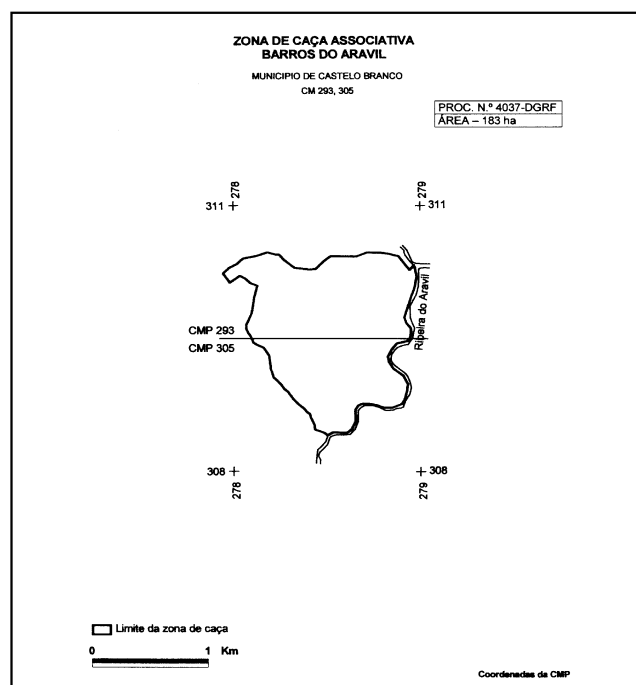 ZONA DE CAÇA ASSOCIATIVA
BARROS DO ARAVIL
MUNICIPIO DE CASTELO BRANCO
CM 293, 305
PROC. N.º 4037-DGRF
ÁREA – 183 ha
278
279
311
311
Ribeira do Aravil
CMP 293
CMP 305
308
308
278
279
Limite da zona de caça
0 1 Km
Coordenadas da CMP